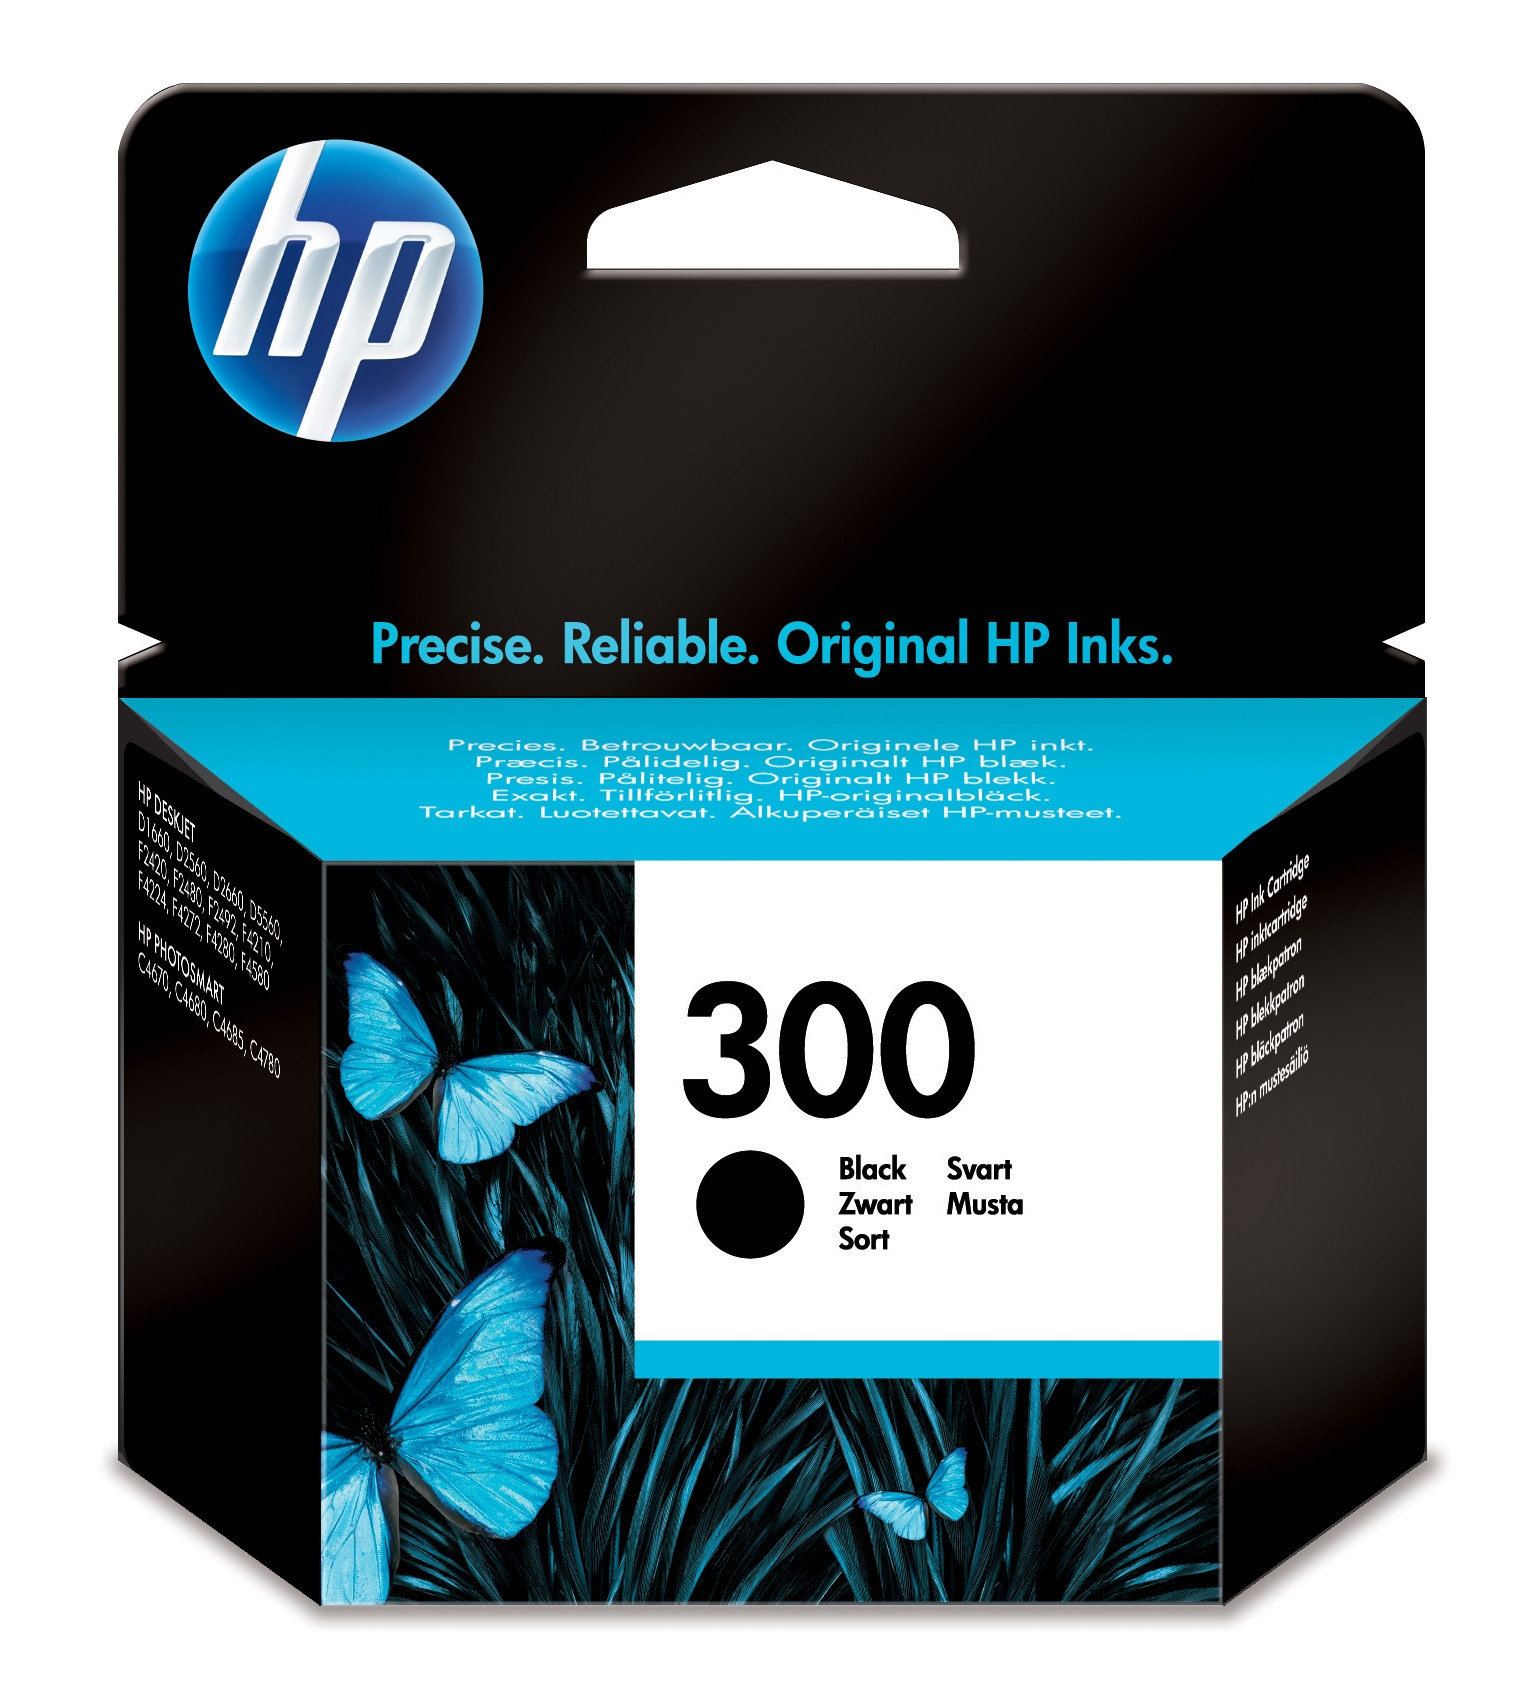 hp
Precise. Reliable. Original HP Inks.
Precies. Betrouwbaar. Originele HP inkt.
Præcis. Pålidelig. Originalt HP blæk.
Presis. Pålitelig. Originalt HP blekk.
Exakt. Tillförlitlig. HP-originalbläck.
Tarkat. Luotettavat. Alkuperäiset HP-musteet.
HP DESKJET
D1660, D2560, D2660, D5560,
F2420, F2480, F2492, F4210,
F4224, F4272, F4280, F4580
HP PHOTOSMART
C4670, C4680, C4685, C4780
300
Black Svart
Zwart Musta
Sort
HP Ink Cartridge
HP inktcartridge
HP blækpatron
HP blekkpatron
HP bläckpatron
HP:n mustesäiliö